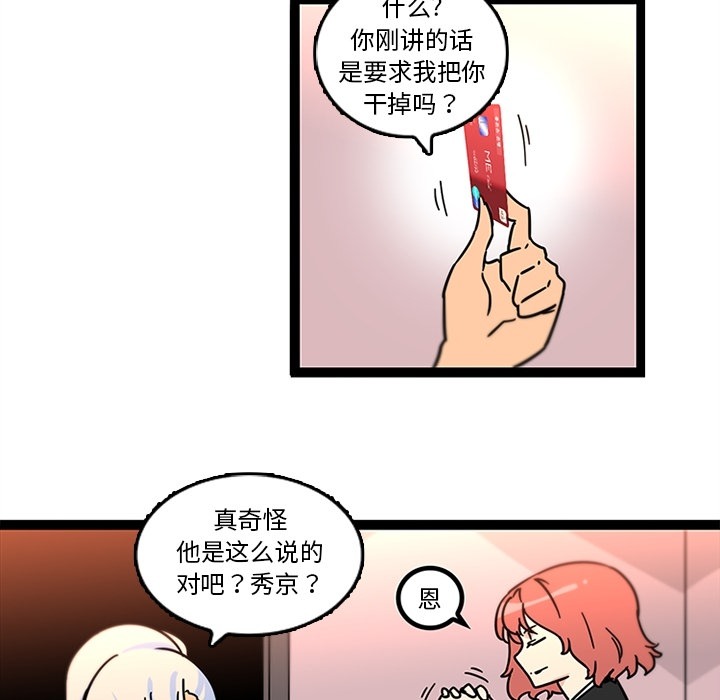 什么?
你刚讲的话
是要求我把你
干掉吗？
真奇怪
他是这么说的
对吧？秀京？
恩